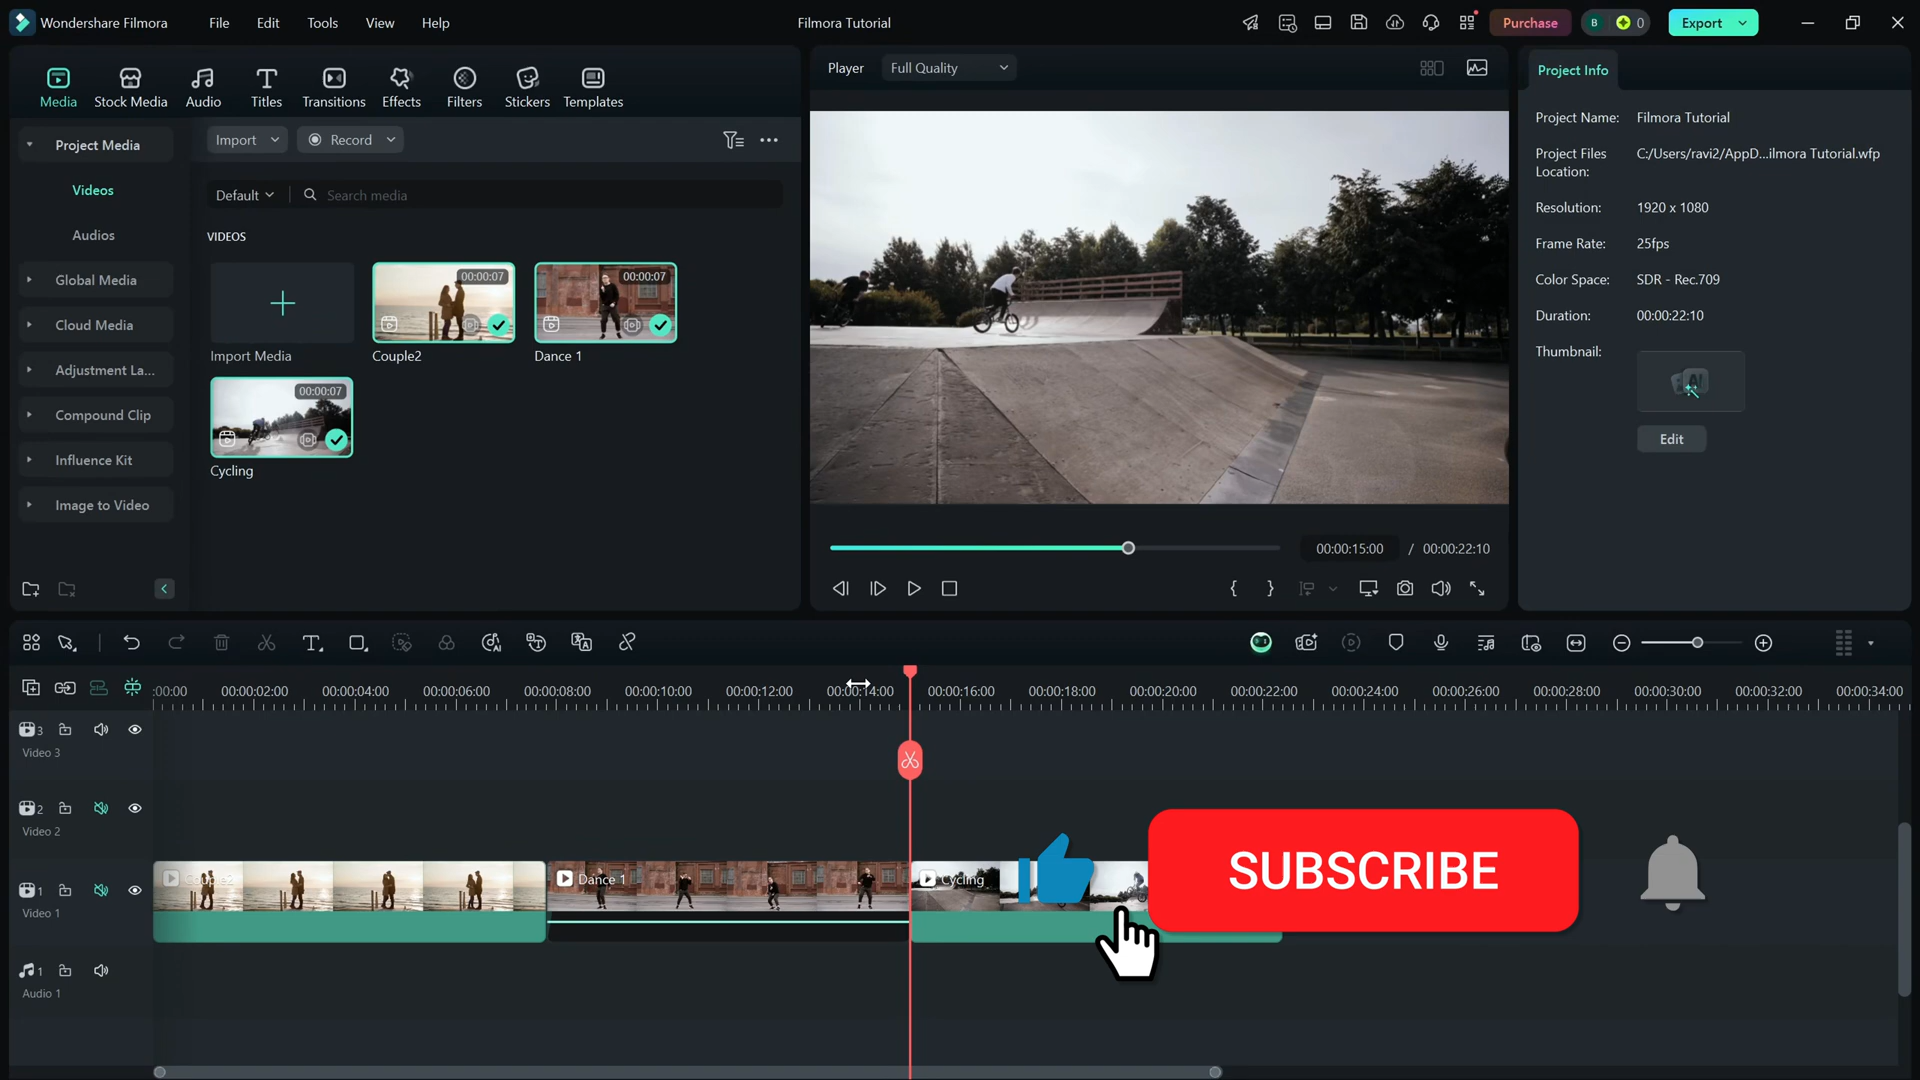 Wondershare Filmora
File
Edit
Tools
View
Help
Filmora Tutorial
Purchase
B
0
Export
Media
Stock Media
Audio
Titles
Transitions
Effects
Filters
Stickers
Templates
Player
Full Quality
Project Info
Project Media
Videos
Audios
Global Media
Cloud Media
Adjustment La...
Compound Clip
Influence Kit
Image to Video
Import
Record
Default
Search media
VIDEOS
Import Media
00:00:07
Couple2
00:00:07
Dance 1
00:00:07
Cycling
00:00:15:00 / 00:00:22:10
Project Name: Filmora Tutorial
Project Files Location: C:/Users/ravi2/AppD...ilmora Tutorial.wfp
Resolution: 1920 x 1080
Frame Rate: 25fps
Color Space: SDR - Rec.709
Duration: 00:00:22:10
Thumbnail:
Edit
:00:00 00:00:02:00 00:00:04:00 00:00:06:00 00:00:08:00 00:00:10:00 00:00:12:00 00:00:14:00 00:00:16:00 00:00:18:00 00:00:20:00 00:00:22:00 00:00:24:00 00:00:26:00 00:00:28:00 00:00:30:00 00:00:32:00 00:00:34:00
3
Video 3
2
Video 2
1
Video 1
Couple2
Dance 1
Cycling
SUBSCRIBE
1
Audio 1